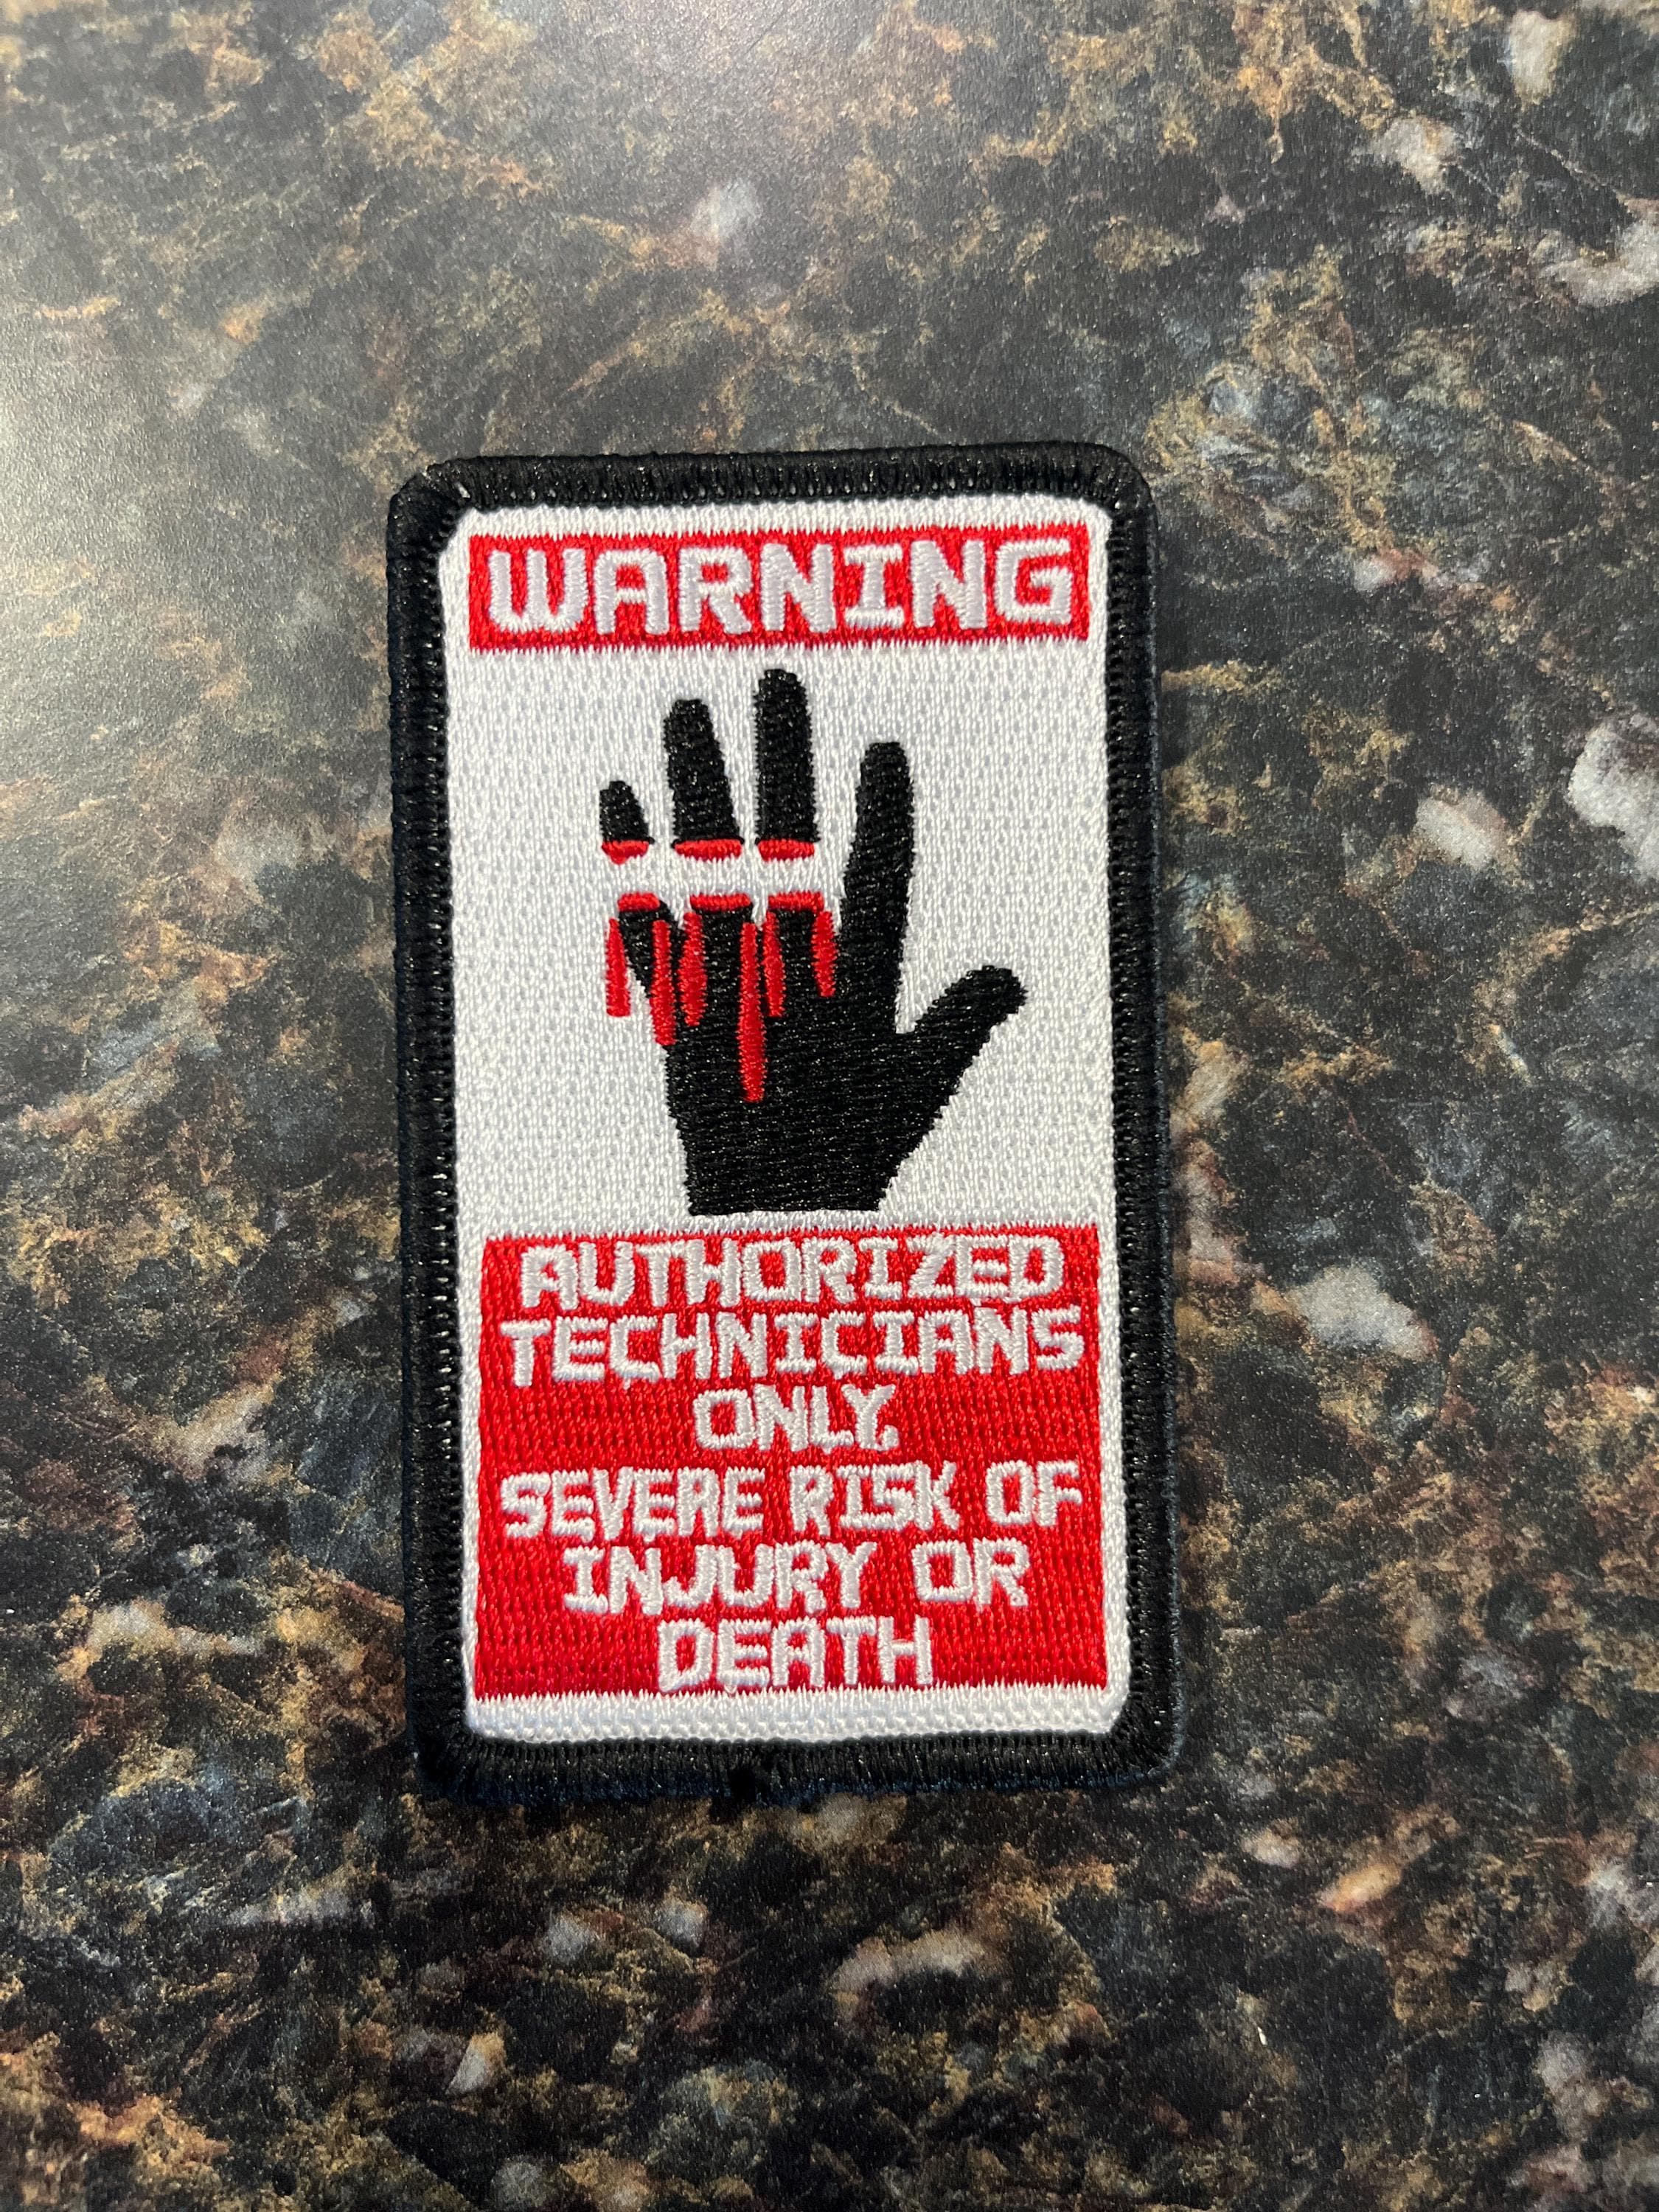 WARNING
AUTHORIZED
TECHNICIANS
ONLY.
SEVERE RISK OF
INJURY OR
DEATH